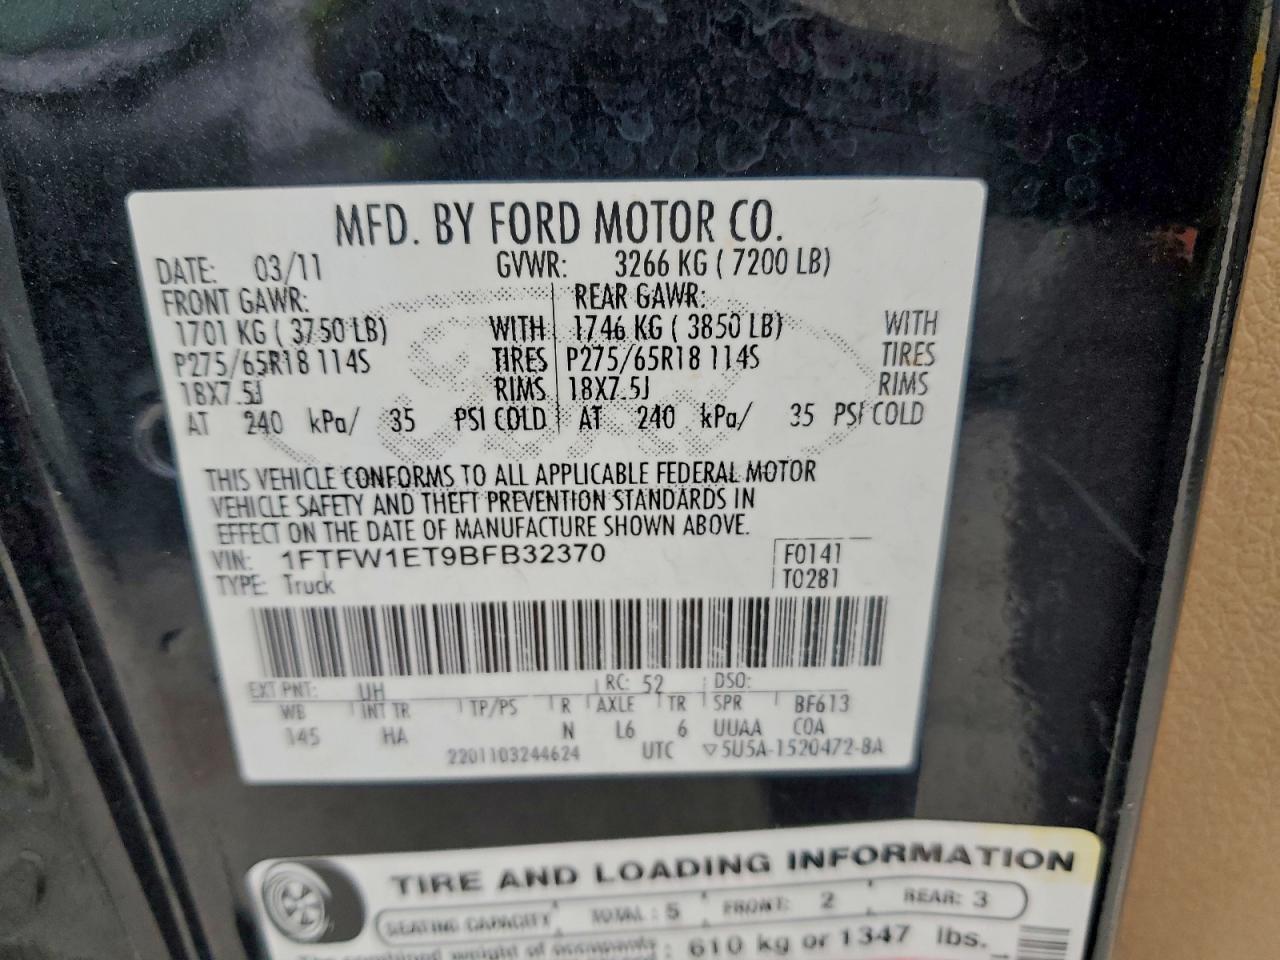 MFD. BY FORD MOTOR CO.
DATE: 03/11 GVWR: 3266 KG ( 7200 LB)
FRONT GAWR: REAR GAWR:
1701 KG ( 3750 LB) WITH 1746 KG ( 3850 LB) WITH
P275/65R18 114S TIRES P275/65R18 114S TIRES
18X7.5J RIMS 18X7.5J RIMS
AT 240 kPa/ 35 PSI COLD AT 240 kPa/ 35 PSI COLD
THIS VEHICLE CONFORMS TO ALL APPLICABLE FEDERAL MOTOR
VEHICLE SAFETY AND THEFT PREVENTION STANDARDS IN
EFFECT ON THE DATE OF MANUFACTURE SHOWN ABOVE.
VIN: 1FTFW1ET9BFB32370 F0141
TYPE: Truck T0281
EXT PNT: UH RC: 52 DSO:
WB INT TR TP/PS R AXLE TR SPR BF613
145 HA N L6 6 UUAA COA
2201103244624 UTC ▽5U5A-1520472-BA
TIRE AND LOADING INFORMATION
SEATING CAPACITY TOTAL : 5 FRONT: 2 REAR: 3
The combined weight of occupants : 610 kg or 1347 lbs.